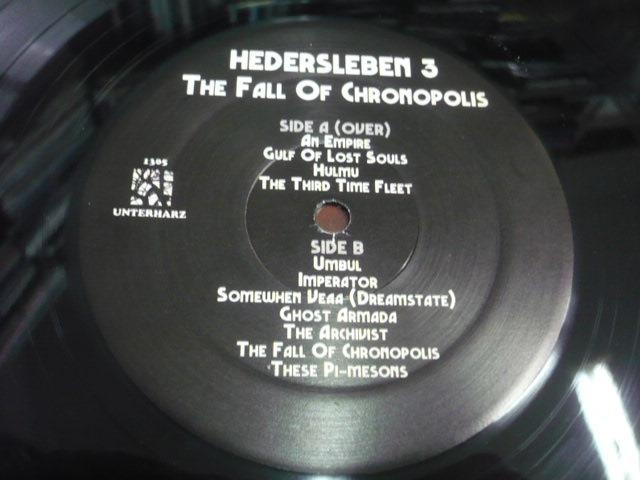 HEDERSLEBEN 3
THE FALL OF CHRONOPOLIS
SIDE A (OVER)
AN EMPIRE
GULF OF LOST SOULS
HULMU
THE THIRD TIME FLEET
1305
UNTERHARZ
SIDE B
UMBUL
IMPERATOR
SOMEWHEN VEAA (DREAMSTATE)
GHOST ARMADA
THE ARCHIVIST
THE FALL OF CHRONOPOLIS
THESE PI-MESONS